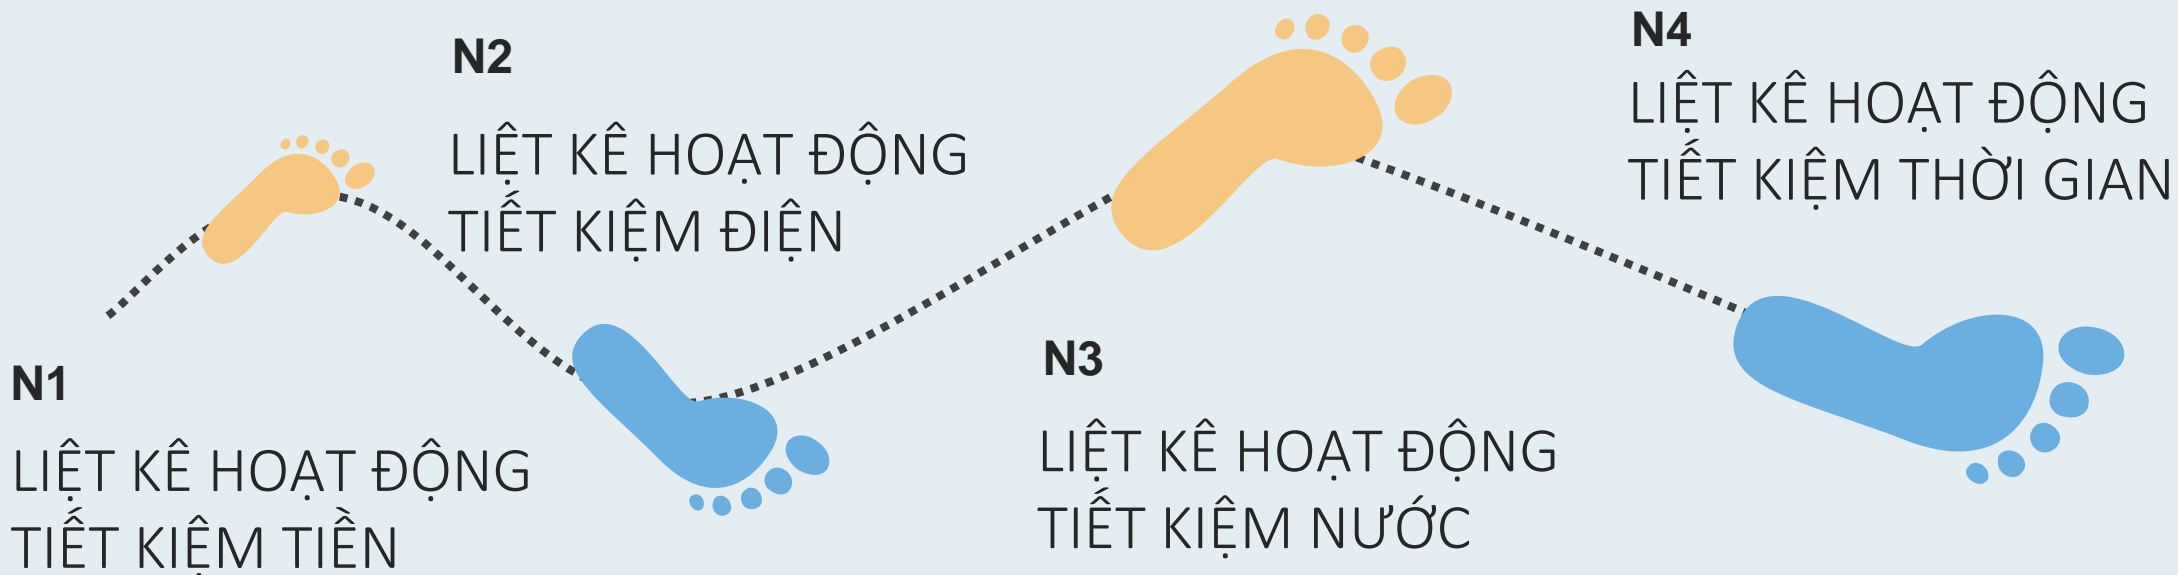 N1
LIỆT KÊ HOẠT ĐỘNG
TIẾT KIỆM TIỀN
N2
LIỆT KÊ HOẠT ĐỘNG
TIẾT KIỆM ĐIỆN
N3
LIỆT KÊ HOẠT ĐỘNG
TIẾT KIỆM NƯỚC
N4
LIỆT KÊ HOẠT ĐỘNG
TIẾT KIỆM THỜI GIAN